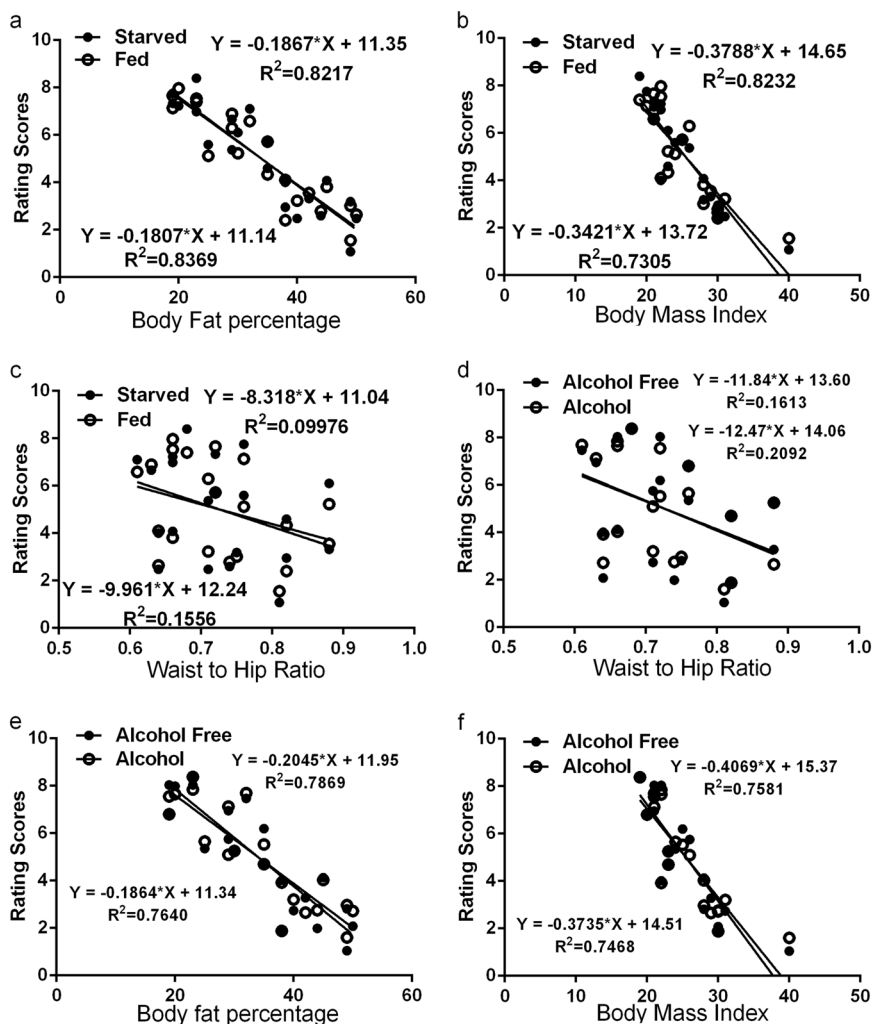 a
Starved
Fed
Y = -0.1867*X + 11.35
R2=0.8217
Y = -0.1807*X + 11.14
R2=0.8369
Rating Scores
10
8
6
4
2
0
0 20 40 60
Body Fat percentage
b
Starved
Fed
Y = -0.3788*X + 14.65
R2=0.8232
Y = -0.3421*X + 13.72
R2=0.7305
Rating Scores
10
8
6
4
2
0
0 10 20 30 40 50
Body Mass Index
c
Starved
Fed
Y = -8.318*X + 11.04
R2=0.09976
Y = -9.961*X + 12.24
R2=0.1556
Rating Scores
10
8
6
4
2
0
0.5 0.6 0.7 0.8 0.9 1.0
Waist to Hip Ratio
d
Alcohol Free
Alcohol
Y = -11.84*X + 13.60
R2=0.1613
Y = -12.47*X + 14.06
R2=0.2092
Rating Scores
10
8
6
4
2
0
0.5 0.6 0.7 0.8 0.9 1.0
Waist to Hip Ratio
e
Alcohol Free
Alcohol
Y = -0.2045*X + 11.95
R2=0.7869
Y = -0.1864*X + 11.34
R2=0.7640
Rating Scores
10
8
6
4
2
0
0 20 40 60
Body fat percentage
f
Alcohol Free
Alcohol
Y = -0.4069*X + 15.37
R2=0.7581
Y = -0.3735*X + 14.51
R2=0.7468
Rating Scores
10
8
6
4
2
0
0 10 20 30 40 50
Body Mass Index